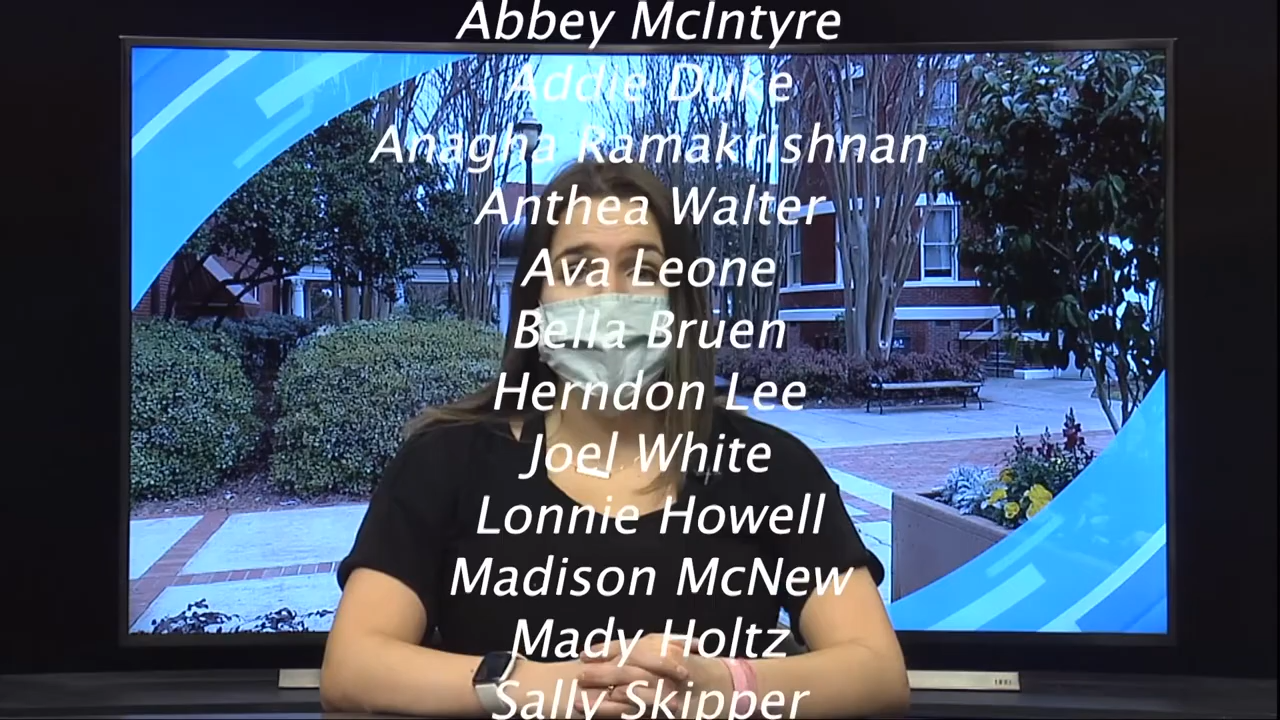 Abbey McIntyre
Addie Duke
Anagha Ramakrishnan
Anthea Walter
Ava Leone
Bella Bruen
Herndon Lee
Joel White
Lonnie Howell
Madison McNew
Mady Holtz
Sally Skipper